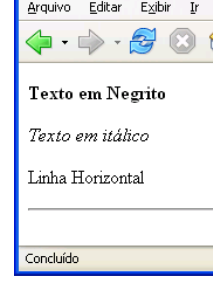 Arquivo Editar Exibir Ir
Texto em Negrito
Texto em itálico
Linha Horizontal
Concluído